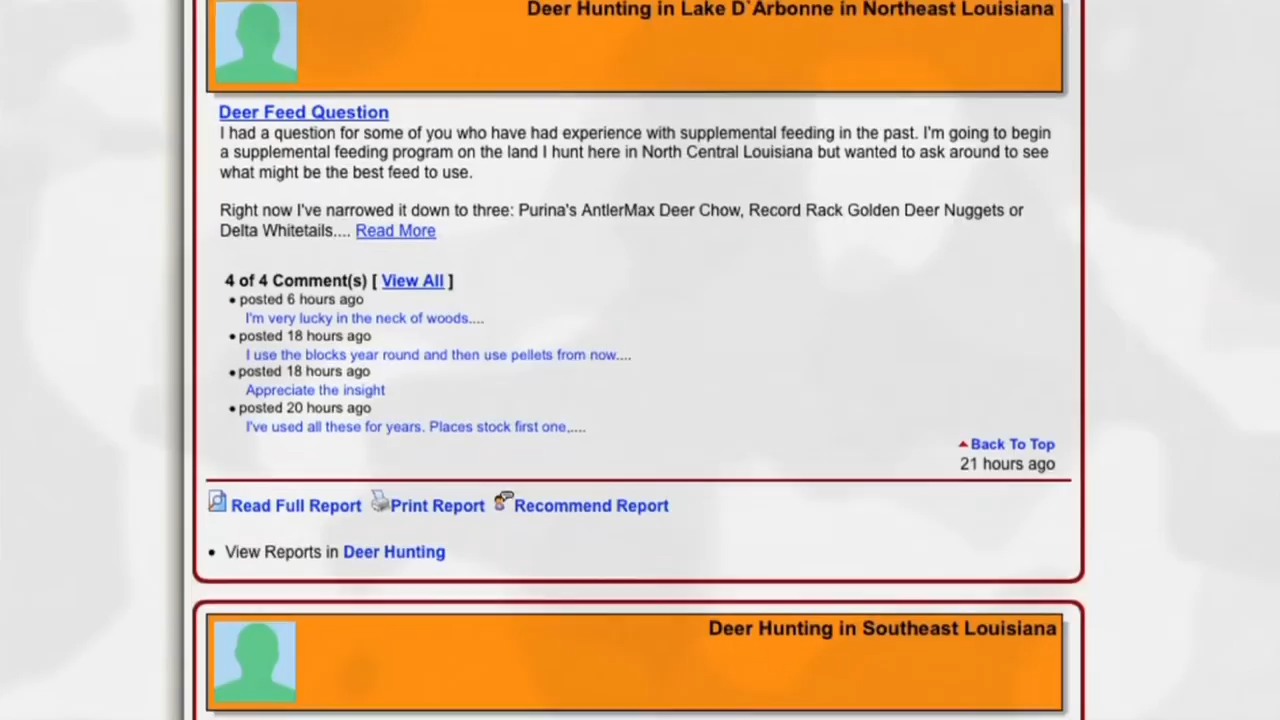 Deer Hunting in Lake D`Arbonne in Northeast Louisiana
Deer Feed Question
I had a question for some of you who have had experience with supplemental feeding in the past. I'm going to begin
a supplemental feeding program on the land I hunt here in North Central Louisiana but wanted to ask around to see
what might be the best feed to use.
Right now I've narrowed it down to three: Purina's AntlerMax Deer Chow, Record Rack Golden Deer Nuggets or
Delta Whitetails.... Read More
4 of 4 Comment(s) [ View All ]
• posted 6 hours ago
I'm very lucky in the neck of woods....
• posted 18 hours ago
I use the blocks year round and then use pellets from now....
• posted 18 hours ago
Appreciate the insight
• posted 20 hours ago
I've used all these for years. Places stock first one,....
Back To Top
21 hours ago
Read Full Report Print Report Recommend Report
• View Reports in Deer Hunting
Deer Hunting in Southeast Louisiana